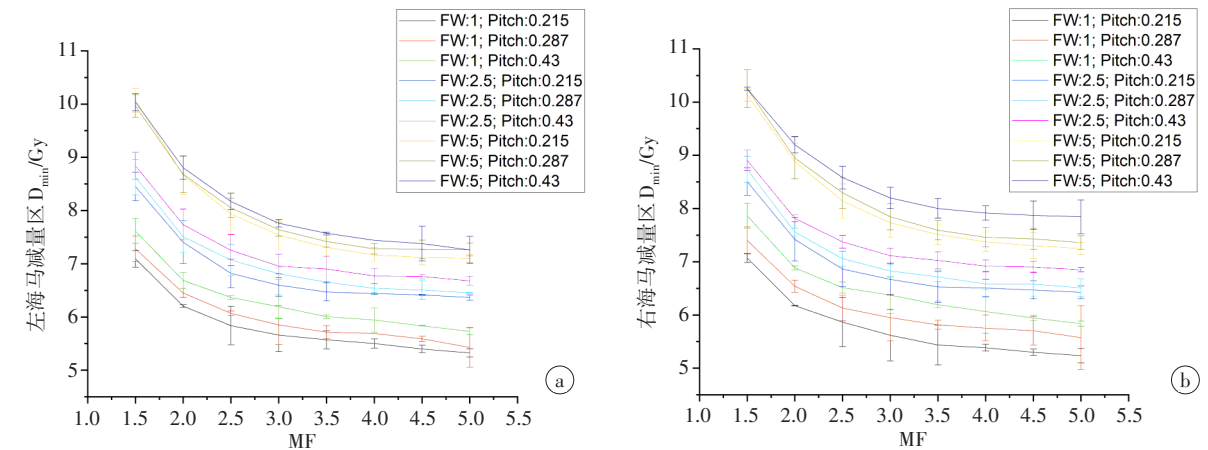 FW:1; Pitch:0.215
FW:1; Pitch:0.287
FW:1; Pitch:0.43
FW:2.5; Pitch:0.215
FW:2.5; Pitch:0.287
FW:2.5; Pitch:0.43
FW:5; Pitch:0.215
FW:5; Pitch:0.287
FW:5; Pitch:0.43
11
10
9
8
7
6
5
左海马减量区 Dmin/Gy
1.0 1.5 2.0 2.5 3.0 3.5 4.0 4.5 5.0 5.5
MF
a
FW:1; Pitch:0.215
FW:1; Pitch:0.287
FW:1; Pitch:0.43
FW:2.5; Pitch:0.215
FW:2.5; Pitch:0.287
FW:2.5; Pitch:0.43
FW:5; Pitch:0.215
FW:5; Pitch:0.287
FW:5; Pitch:0.43
11
10
9
8
7
6
5
右海马减量区 Dmin/Gy
1.0 1.5 2.0 2.5 3.0 3.5 4.0 4.5 5.0 5.5
MF
b